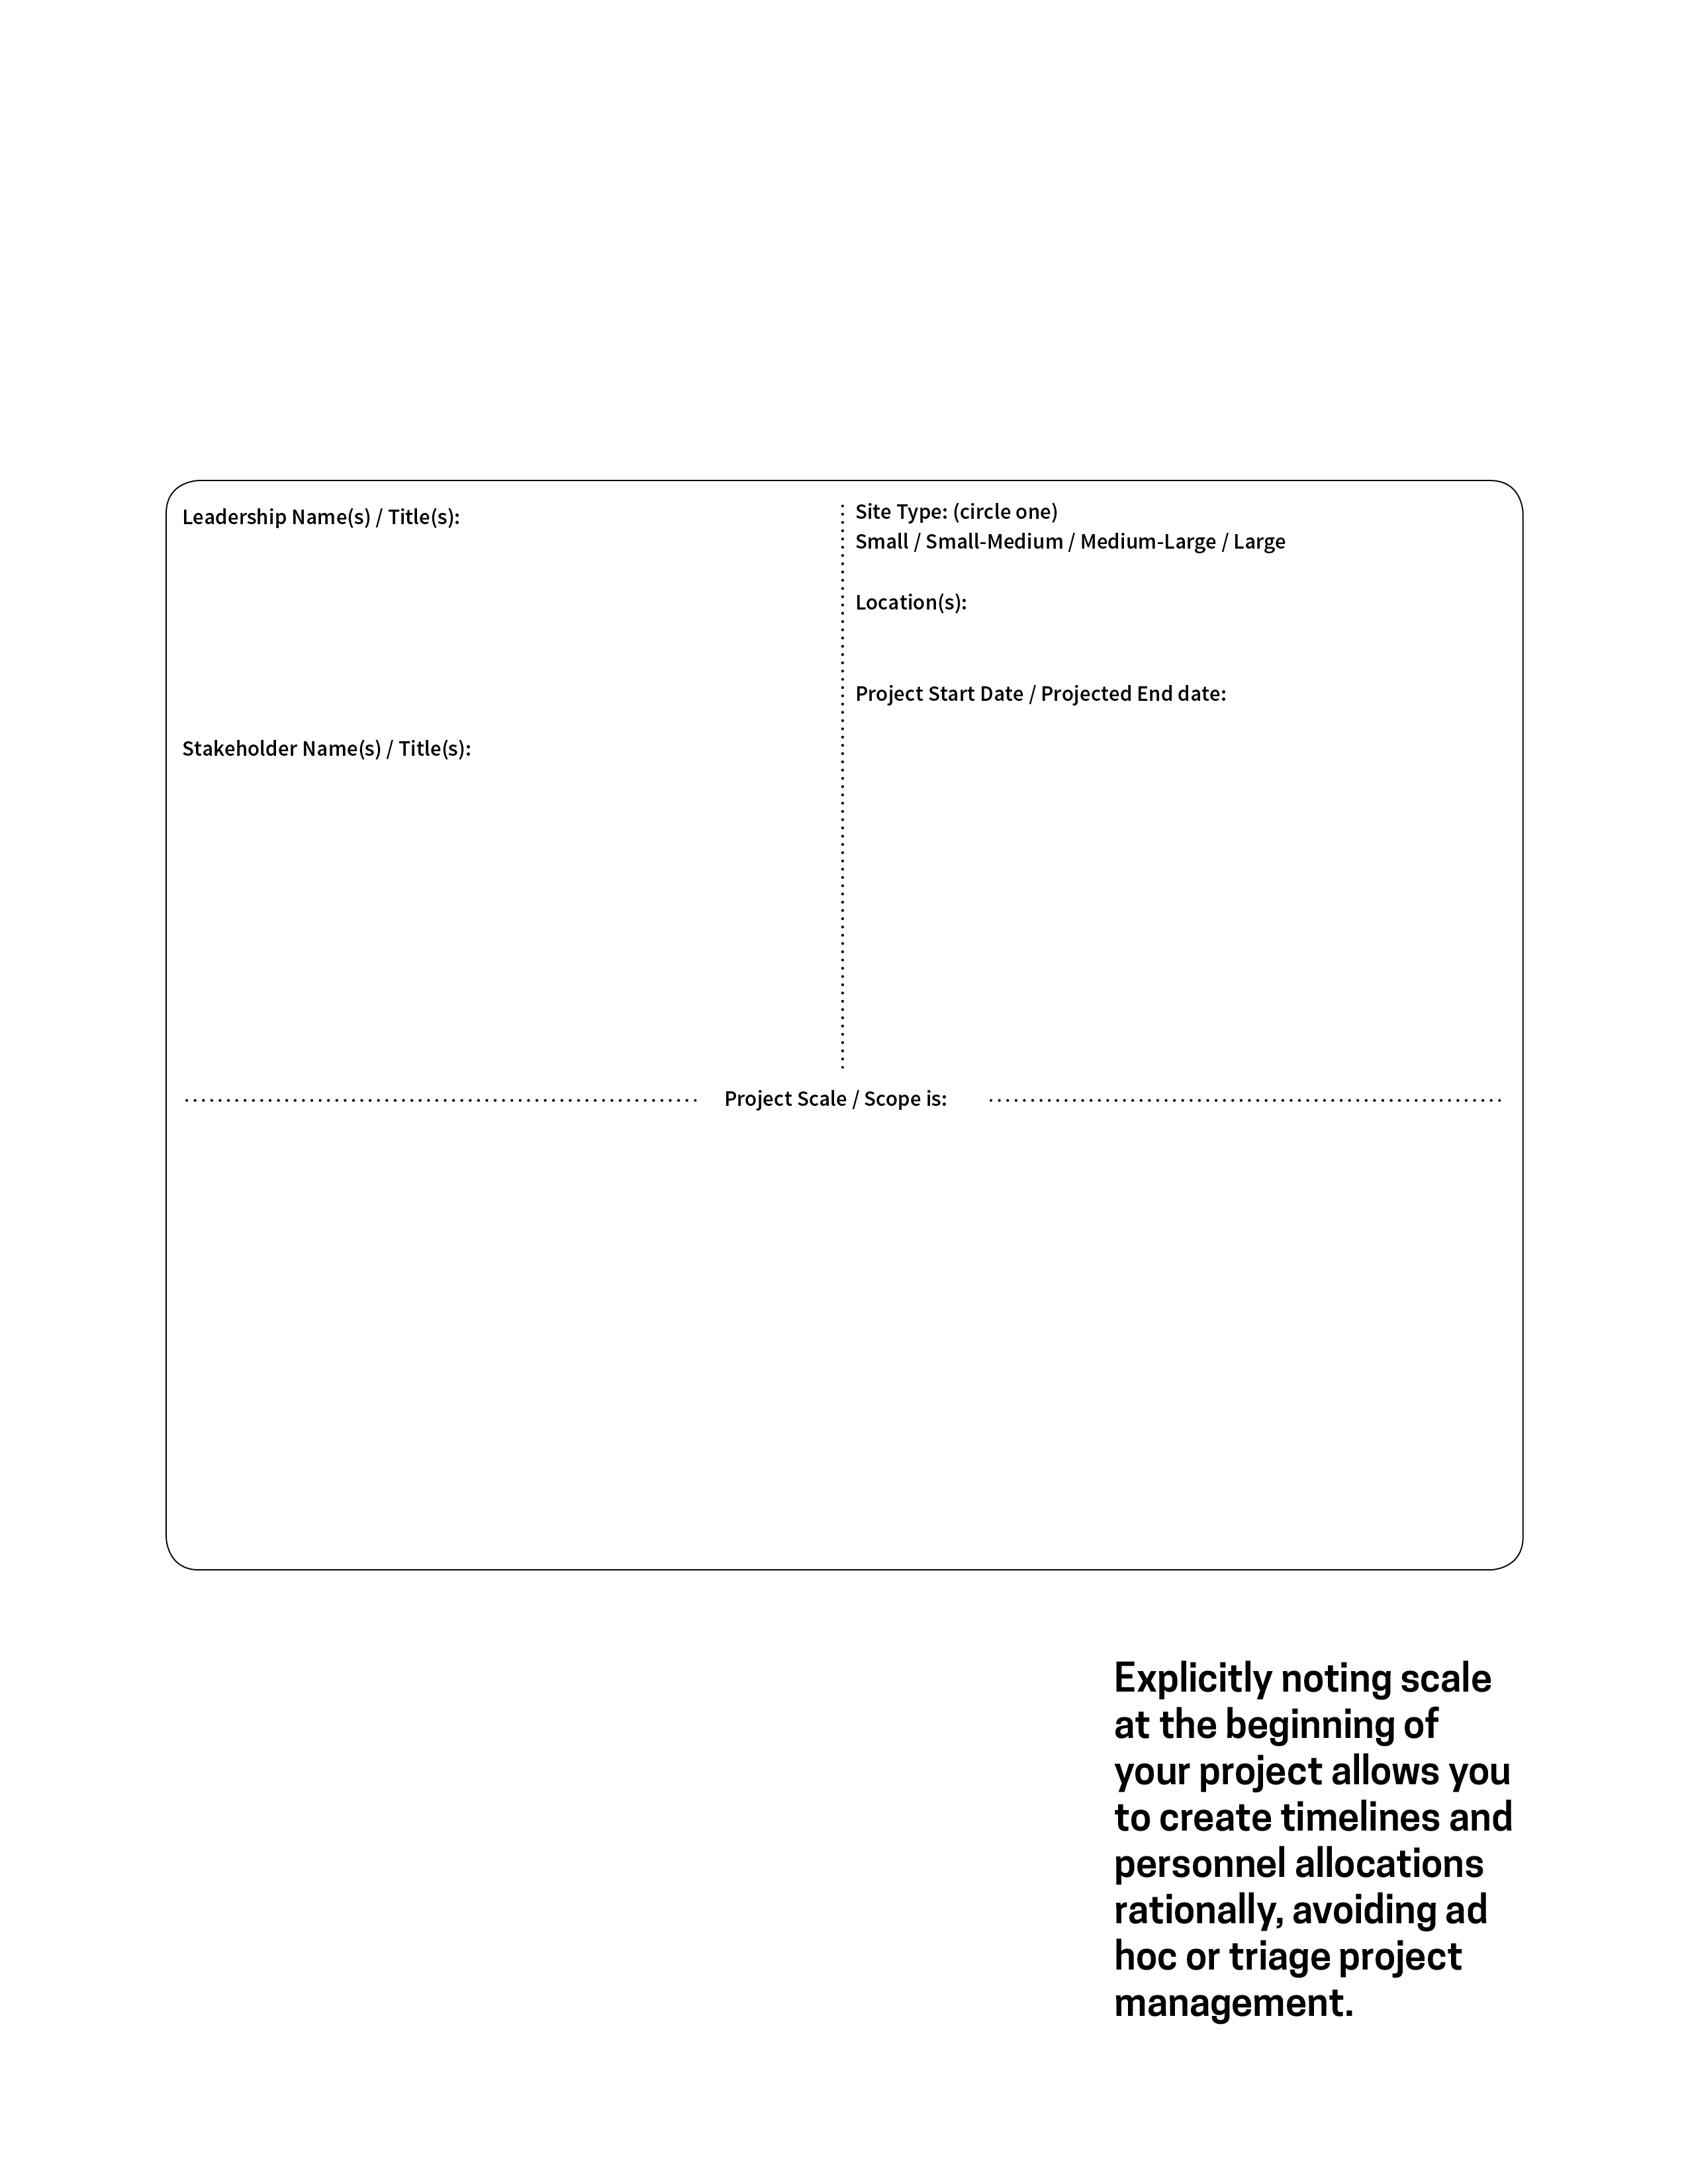 Leadership Name(s) / Title(s):
Stakeholder Name(s) / Title(s):
Site Type: (circle one)
Small / Small-Medium / Medium-Large / Large
Location(s):
Project Start Date / Projected End date:
Project Scale / Scope is:
Explicitly noting scale
at the beginning of
your project allows you
to create timelines and
personnel allocations
rationally, avoiding ad
hoc or triage project
management.